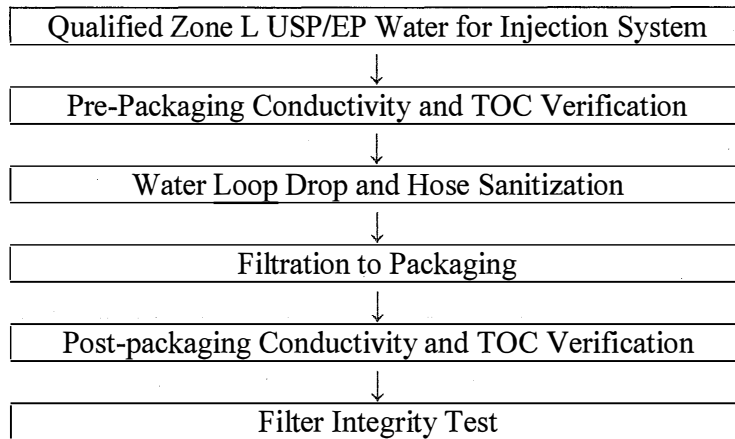 Qualified Zone L USP/EP Water for Injection System
↓
Pre-Packaging Conductivity and TOC Verification
↓
Water Loop Drop and Hose Sanitization
↓
Filtration to Packaging
↓
Post-packaging Conductivity and TOC Verification
↓
Filter Integrity Test